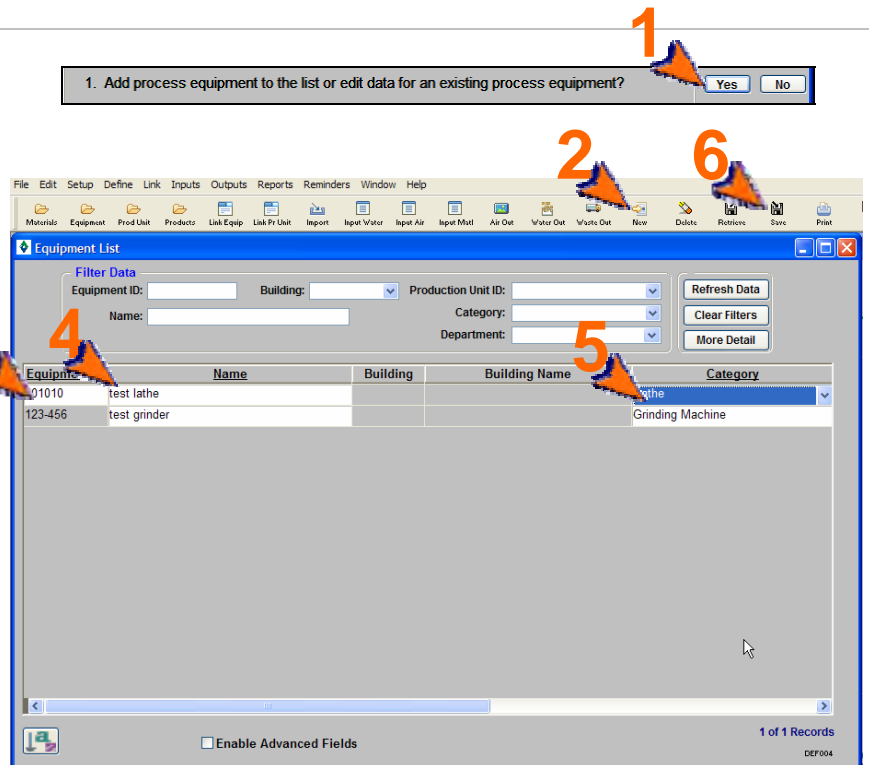 1
1. Add process equipment to the list or edit data for an existing process equipment? Yes No
2 6
File Edit Setup Define Link Inputs Outputs Reports Reminders Window Help
Materials Equipment Prod Unit Products Link Equip Link Pr Unit Import Input Water Input Air Input Matl Air Out Water Out Waste Out New Delete Retrieve Save Print
Equipment List
Filter Data
Equipment ID: Building: Production Unit ID: Refresh Data
Name: Category: Clear Filters
Department: More Detail
4 5
Name Building Building Name Category
test lathe
123-456 test grinder Grinding Machine
Enable Advanced Fields
1 of 1 Records
DEF004